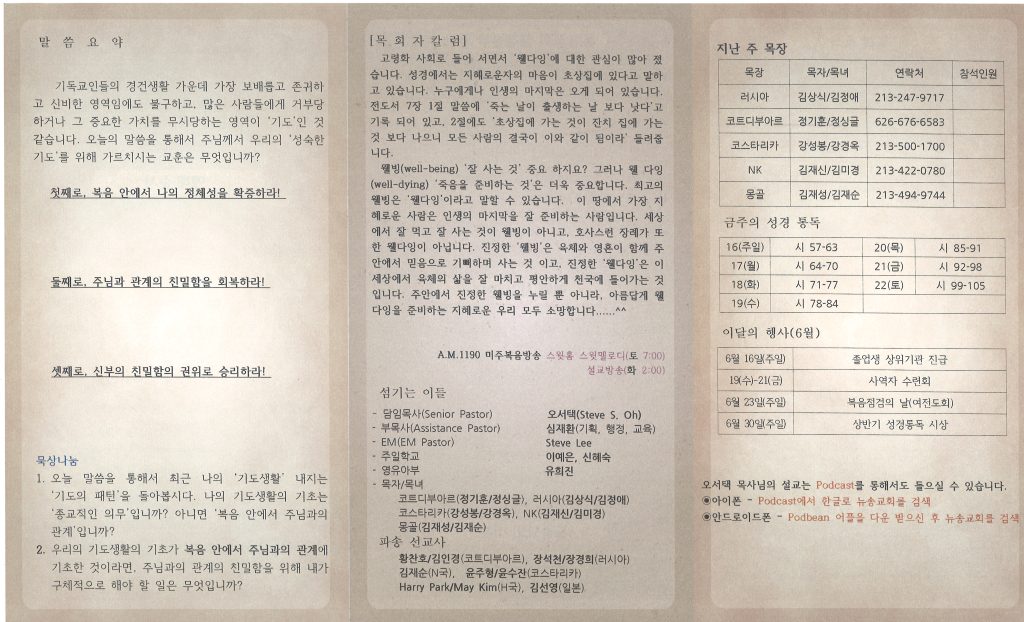 말 씀 요 약
기독교인들의 경건생활 가운데 가장 보배롭고 존귀하
고 신비한 영역임에도 불구하고, 많은 사람들에게 거부당
하거나 그 중요한 가치를 무시당하는 영역이 '기도'인 것
같습니다. 오늘의 말씀을 통해서 주님께서 우리의 '성숙한
기도'를 위해 가르치시는 교훈은 무엇입니까?
첫째로, 복음 안에서 나의 정체성을 확증하라!
둘째로, 주님과 관계의 친밀함을 회복하라!
셋째로, 신부의 친밀함의 권위로 승리하라!
묵상나눔
1. 오늘 말씀을 통해서 최근 나의 '기도생활' 내지는
'기도의 패턴'을 돌아봅시다. 나의 기도생활의 기초는
'종교적인 의무'입니까? 아니면 '복음 안에서 주님과의
관계'입니까?
2. 우리의 기도생활의 기초가 복음 안에서 주님과의 관계에
기초한 것이라면, 주님과의 관계의 친밀함을 위해 내가
구체적으로 해야 할 일은 무엇입니까?
[목 회 자 칼 럼]
고령화 사회로 들어 서면서 '웰다잉'에 대한 관심이 많아 졌
습니다. 성경에서는 지혜로운자의 마음이 초상집에 있다고 말하
고 있습니다. 누구에게나 인생의 마지막은 오게 되어 있습니다.
전도서 7장 1절 말씀에 '죽는 날이 출생하는 날 보다 낫다'고
기록 되어 있고, 2절에도 '초상집에 가는 것이 잔치 집에 가는
것 보다 나으니 모든 사람의 결국이 이와 같이 됨이라' 들려줍
니다.
웰빙(well-being) '잘 사는 것' 중요 하지요? 그러나 웰 다잉
(well-dying) '죽음을 준비하는 것'은 더욱 중요합니다. 최고의
웰빙은 '웰다잉'이라고 말할 수 있습니다. 이 땅에서 가장 지
혜로운 사람은 인생의 마지막을 잘 준비하는 사람입니다. 세상
에서 잘 먹고 잘 사는 것이 웰빙이 아니고, 호사스런 장례가 또
한 웰다잉이 아닙니다. 진정한 '웰빙'은 육체와 영혼이 함께 주
안에서 믿음으로 기뻐하며 사는 것 이고, 진정한 '웰다잉'은 이
세상에서 육체의 삶을 잘 마치고 평안하게 천국에 들어가는 것
입니다. 주안에서 진정한 웰빙을 누릴 뿐 아니라, 아름답게 웰
다잉을 준비하는 지혜로운 우리 모두 소망합니다......^^
A.M.1190 미주복음방송 스윗홈 스윗멜로디(토 7:00)
설교방송(화 2:00)
섬기는 이들
- 담임목사(Senior Pastor) 오서택(Steve S. Oh)
- 부목사(Assistance Pastor) 심재환(기획, 행정, 교육)
- EM(EM Pastor) Steve Lee
- 주일학교 이예은, 신혜숙
- 영유아부 유희진
- 목자/목녀
코트디부아르(정기훈/정싱글), 러시아(김상식/김정애)
코스타리카(강성봉/강경옥), NK(김재신/김미경)
몽골(김재성/김재순)
파송 선교사
황찬호/김인경(코트디부아르), 장석천/장경희(러시아)
김재순(N국), 윤주형/윤수잔(코스타리카)
Harry Park/May Kim(H국), 김선영(일본)
지난 주 목장
목장 목자/목녀 연락처 참석인원
러시아 김상식/김정애 213-247-9717
코트디부아르 정기훈/정싱글 626-676-6583
코스타리카 강성봉/강경옥 213-500-1700
NK 김재신/김미경 213-422-0780
몽골 김재성/김재순 213-494-9744
금주의 성경 통독
16(주일) 시 57-63 20(목) 시 85-91
17(월) 시 64-70 21(금) 시 92-98
18(화) 시 71-77 22(토) 시 99-105
19(수) 시 78-84
이달의 행사(6월)
6월 16일(주일) 졸업생 상위기관 진급
19(수)-21(금) 사역자 수련회
6월 23일(주일) 복음점검의 날(여전도회)
6월 30일(주일) 상반기 성경통독 시상
오서택 목사님의 설교는 Podcast를 통해서도 들으실 수 있습니다.
◉아이폰 - Podcast에서 한글로 뉴송교회를 검색
◉안드로이드폰 - Podbean 어플을 다운 받으신 후 뉴송교회를 검색